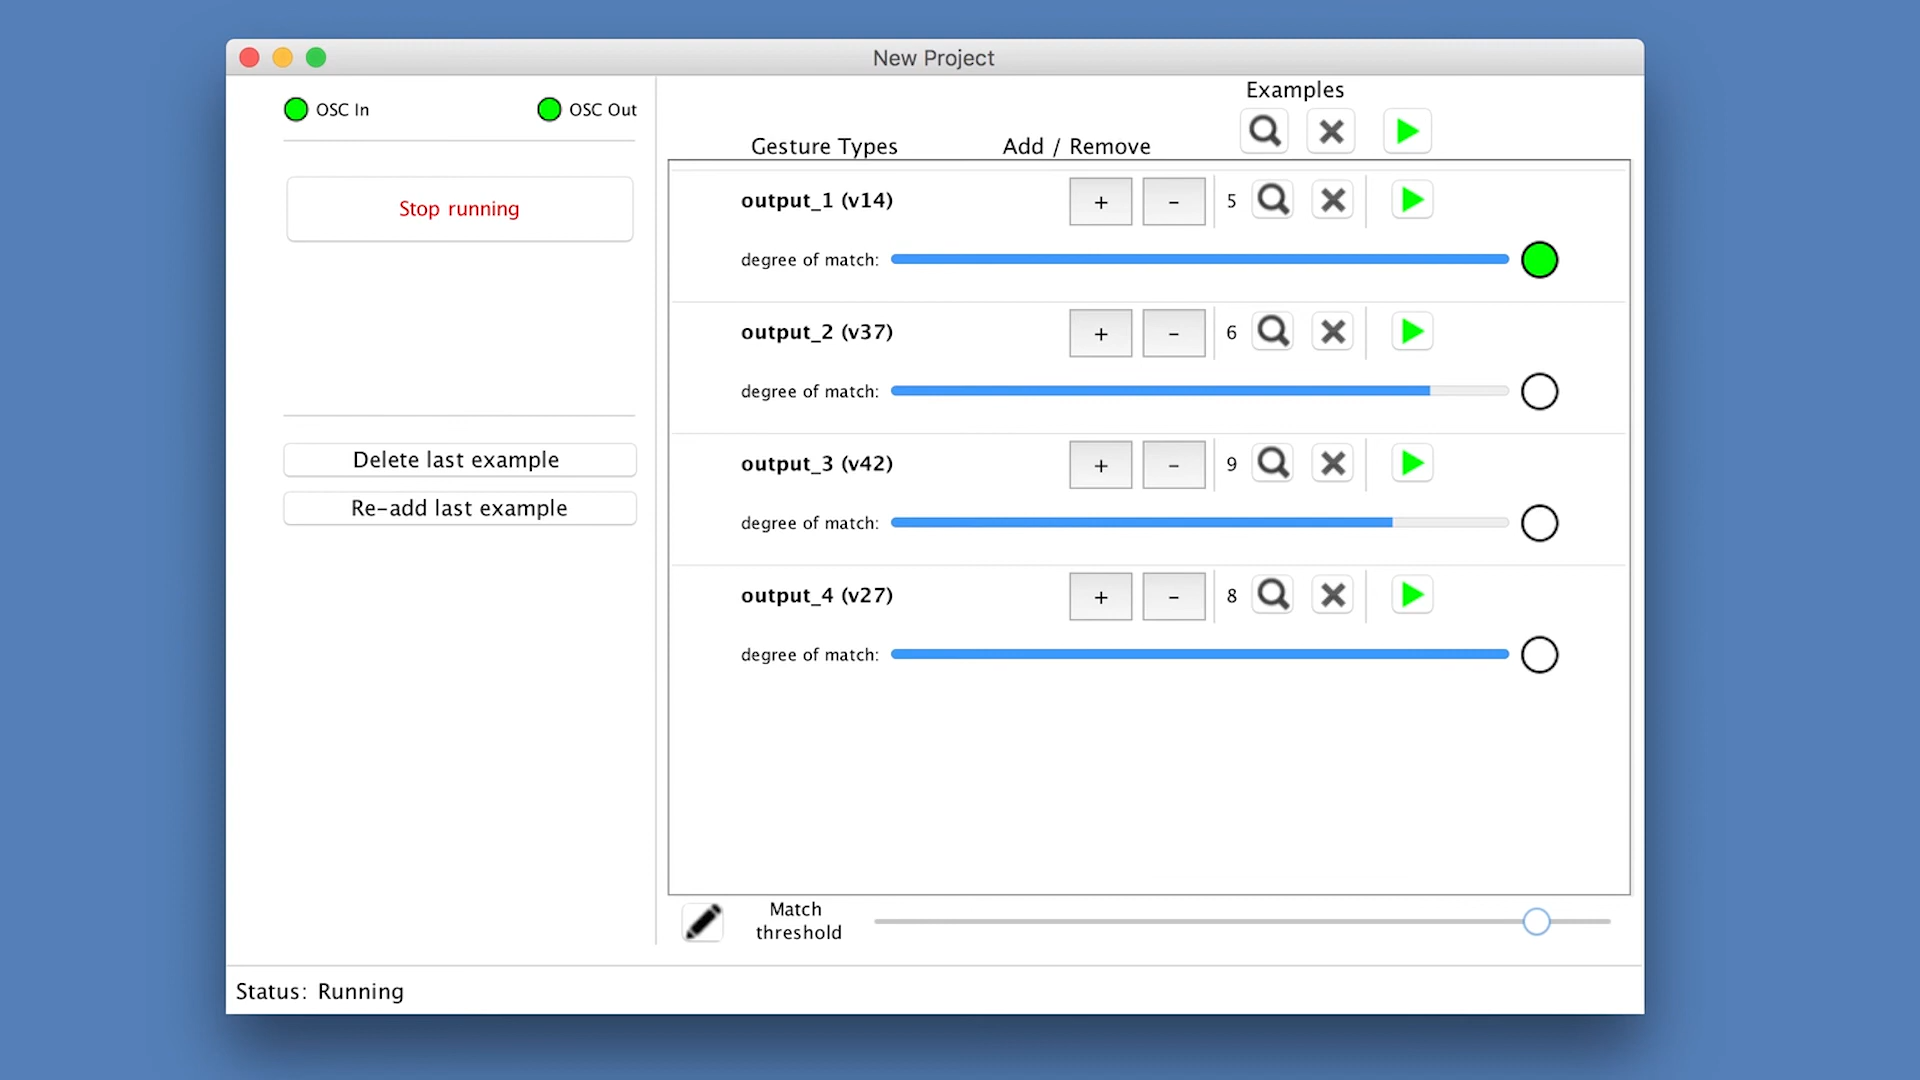 New Project
OSC In
OSC Out
Examples
Gesture Types
Add / Remove
Stop running
output_1 (v14)
+
-
5
degree of match:
output_2 (v37)
+
-
6
degree of match:
Delete last example
output_3 (v42)
+
-
9
Re-add last example
degree of match:
output_4 (v27)
+
-
8
degree of match:
Match
threshold
Status: Running